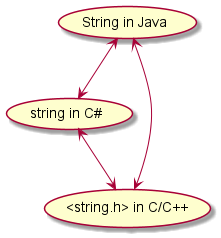 String in Java
string in C#
<string.h> in C/C++